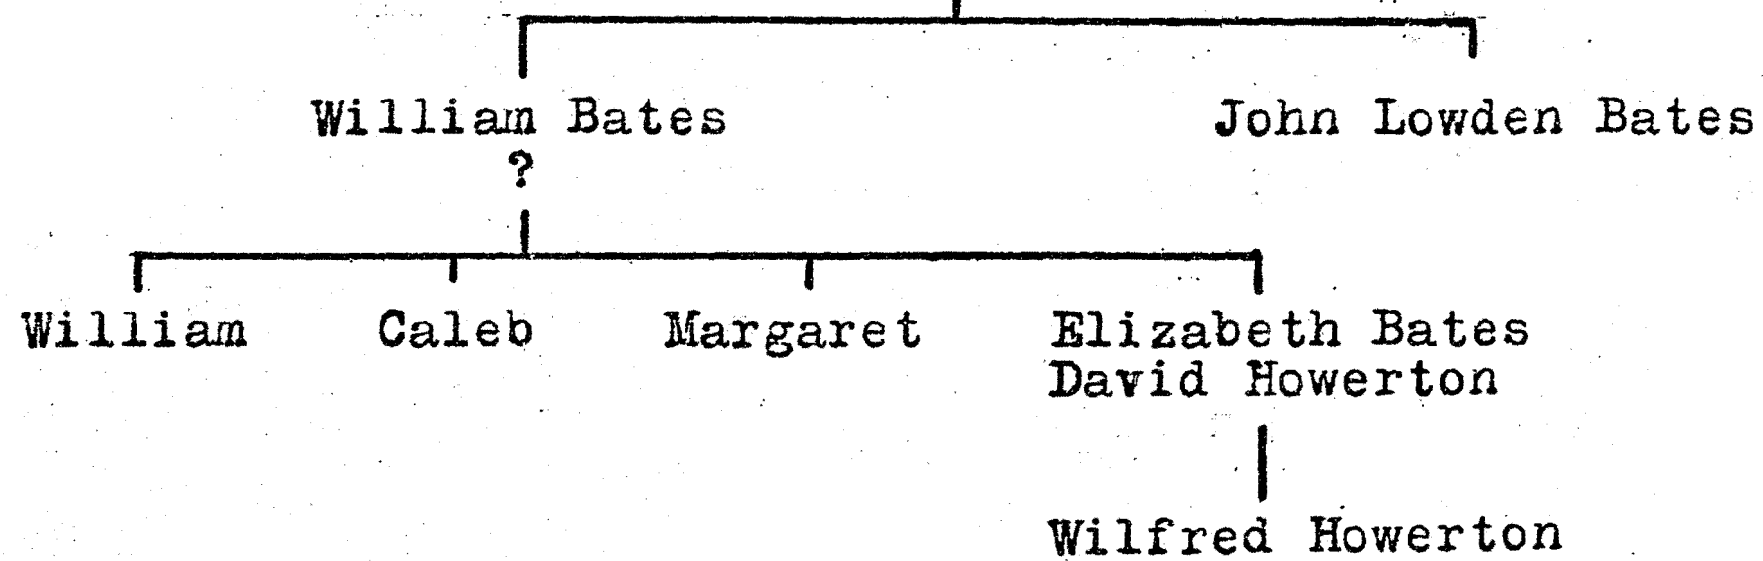 William Bates John Lowden Bates
?
William Caleb Margaret Elizabeth Bates
David Howerton
Wilfred Howerton